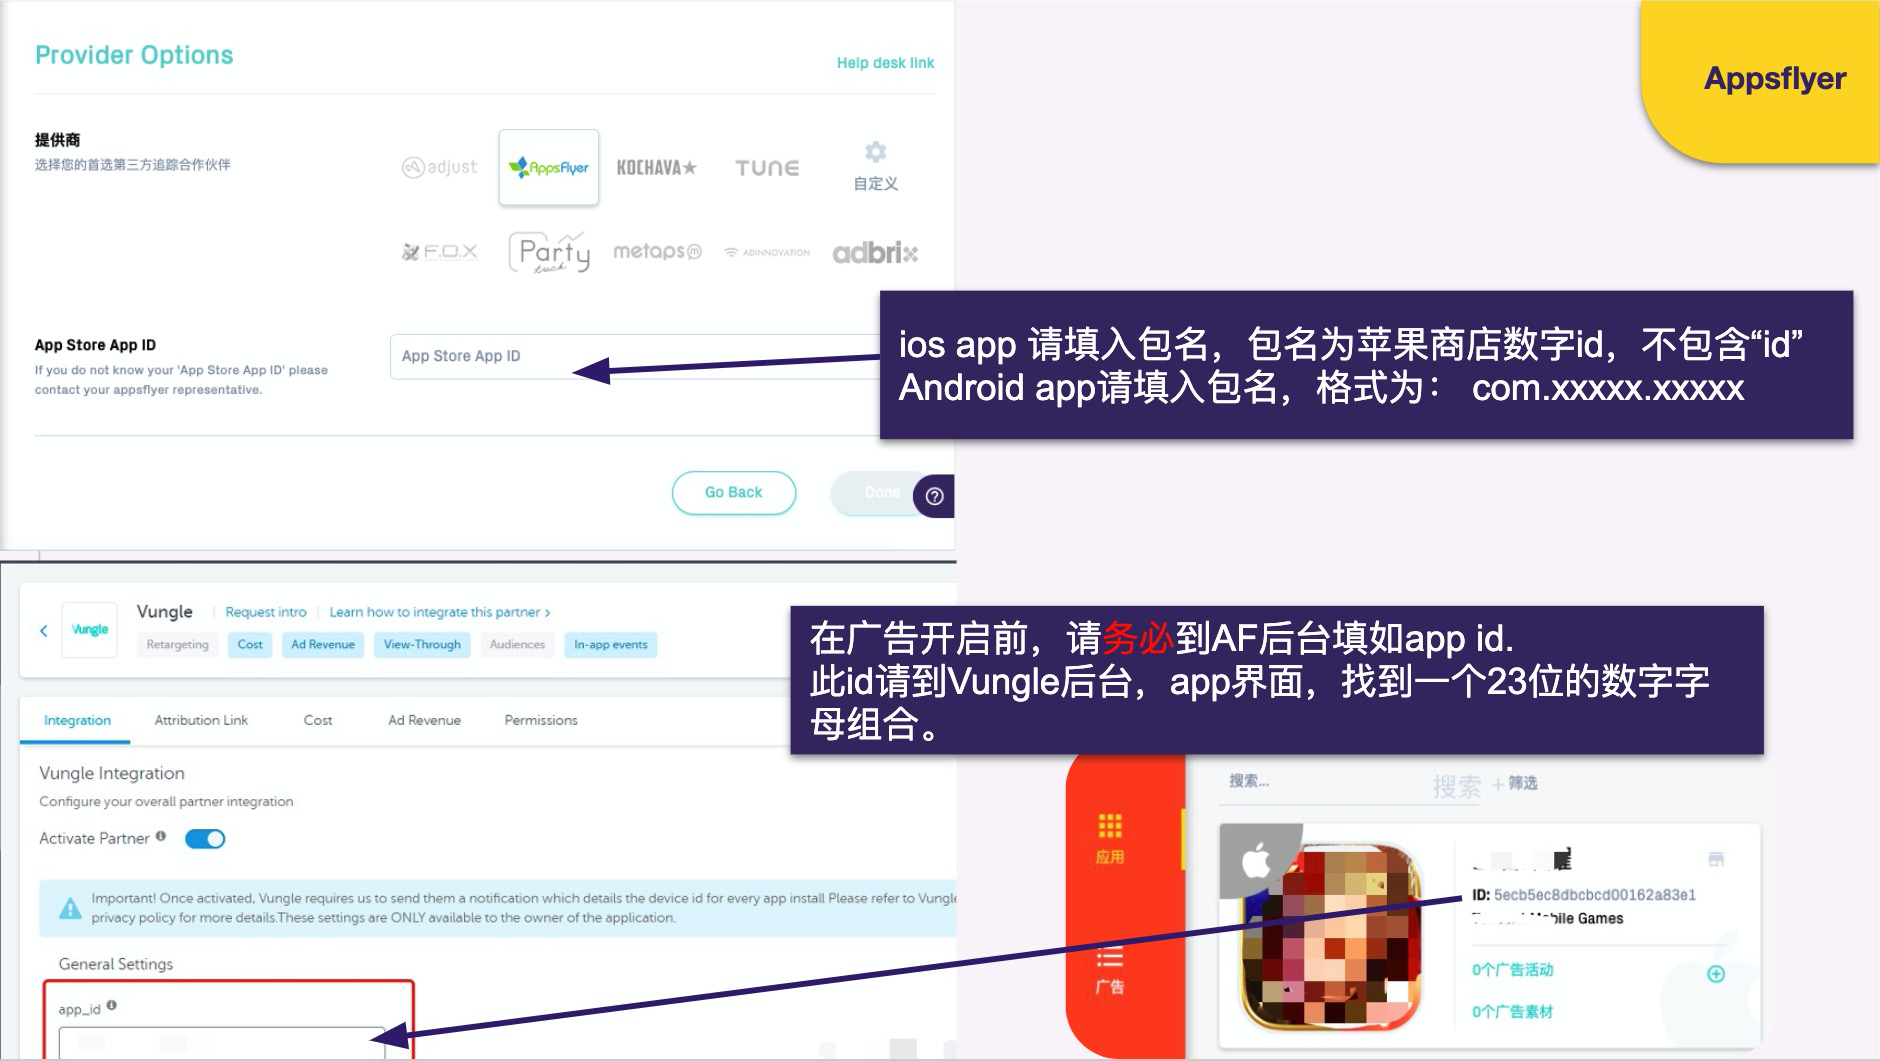 Provider Options
Help desk link
Appsflyer
提供商
选择您的首选第三方追踪合作伙伴
adjust
AppsFlyer
KOCHAVA
TUNE
自定义
F.O.X
Party
track
metaps
ADINNOVATION
adbrix
App Store App ID
If you do not know your 'App Store App ID' please
contact your appsflyer representative.
App Store App ID
ios app 请填入包名，包名为苹果商店数字id，不包含“id”
Android app请填入包名，格式为： com.xxxxx.xxxxx
Go Back
Done
Vungle
Vungle
Request intro
Learn how to integrate this partner >
Retargeting
Cost
Ad Revenue
View-Through
Audiences
In-app events
在广告开启前，请务必到AF后台填如app id.
此id请到Vungle后台，app界面，找到一个23位的数字字
母组合。
Integration
Attribution Link
Cost
Ad Revenue
Permissions
Vungle Integration
Configure your overall partner integration
Activate Partner
Important! Once activated, Vungle requires us to send them a notification which details the device id for every app install Please refer to Vungle
privacy policy for more details.These settings are ONLY available to the owner of the application.
General Settings
app_id
搜索...
搜索
+ 筛选
应用
广告
ID: 5ecb5ec8dbcbcd00162a83e1
Mobile Games
0个广告活动
0个广告素材